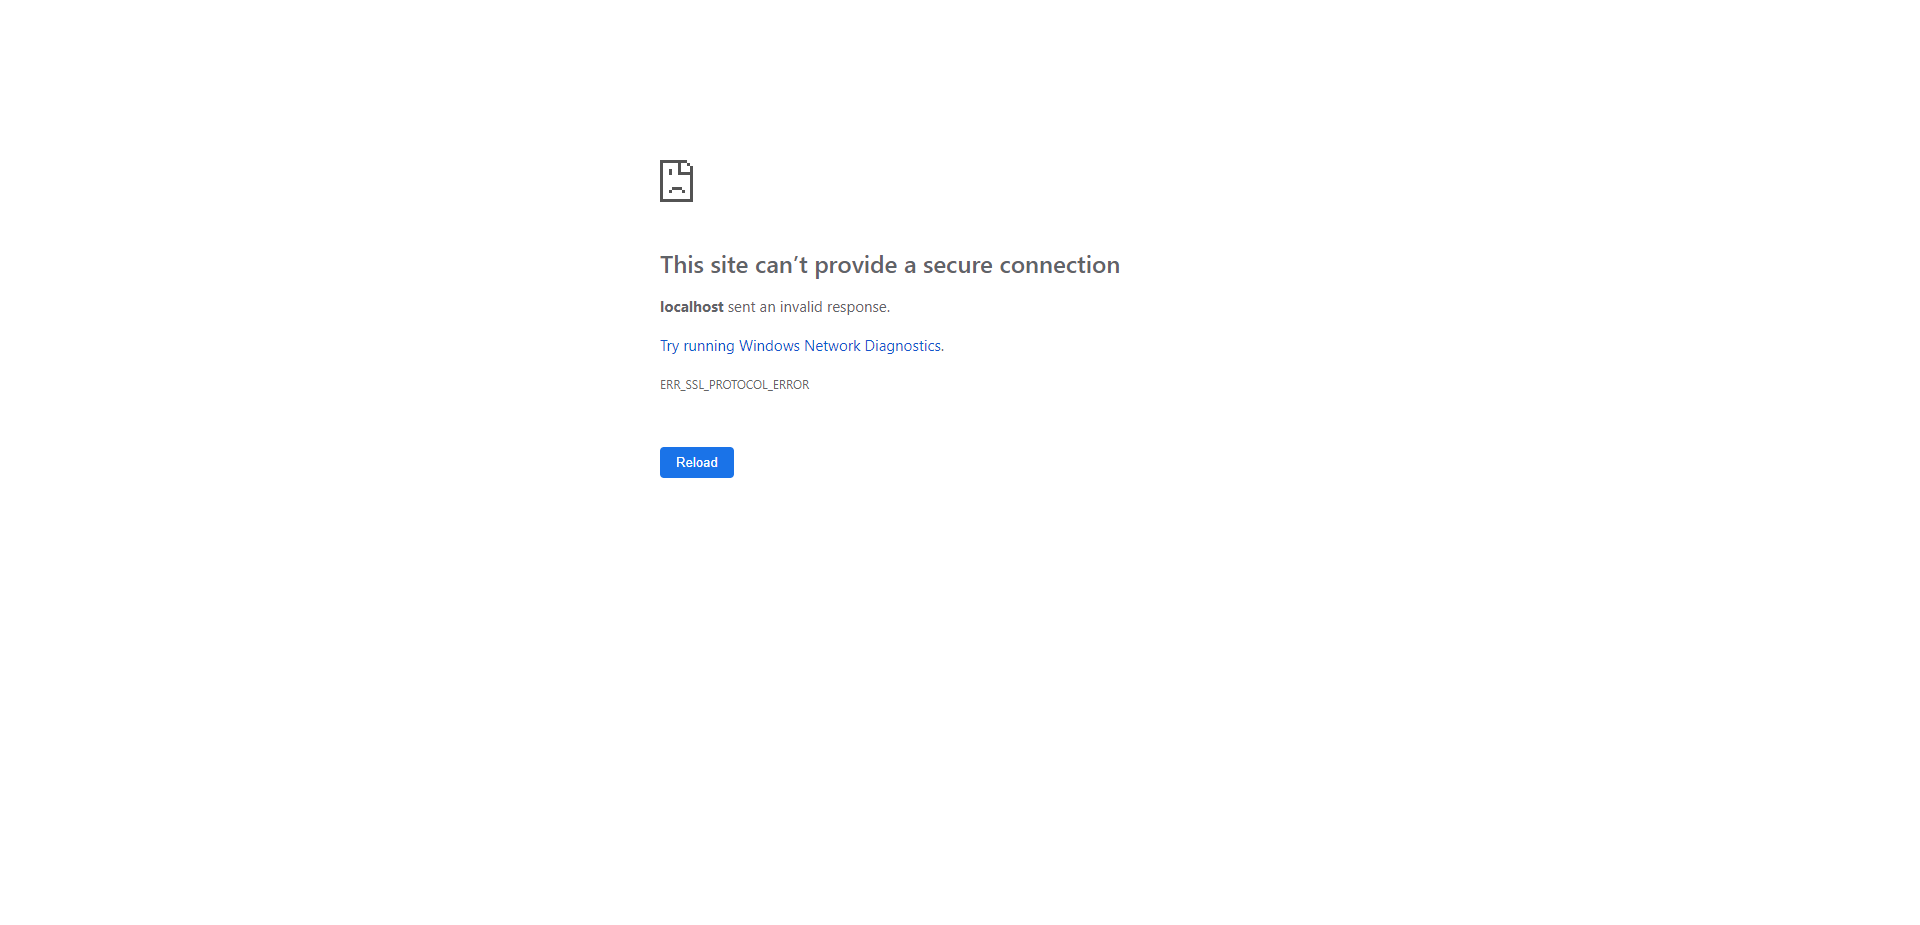 This site can’t provide a secure connection
localhost sent an invalid response.
Try running Windows Network Diagnostics.
ERR_SSL_PROTOCOL_ERROR
Reload